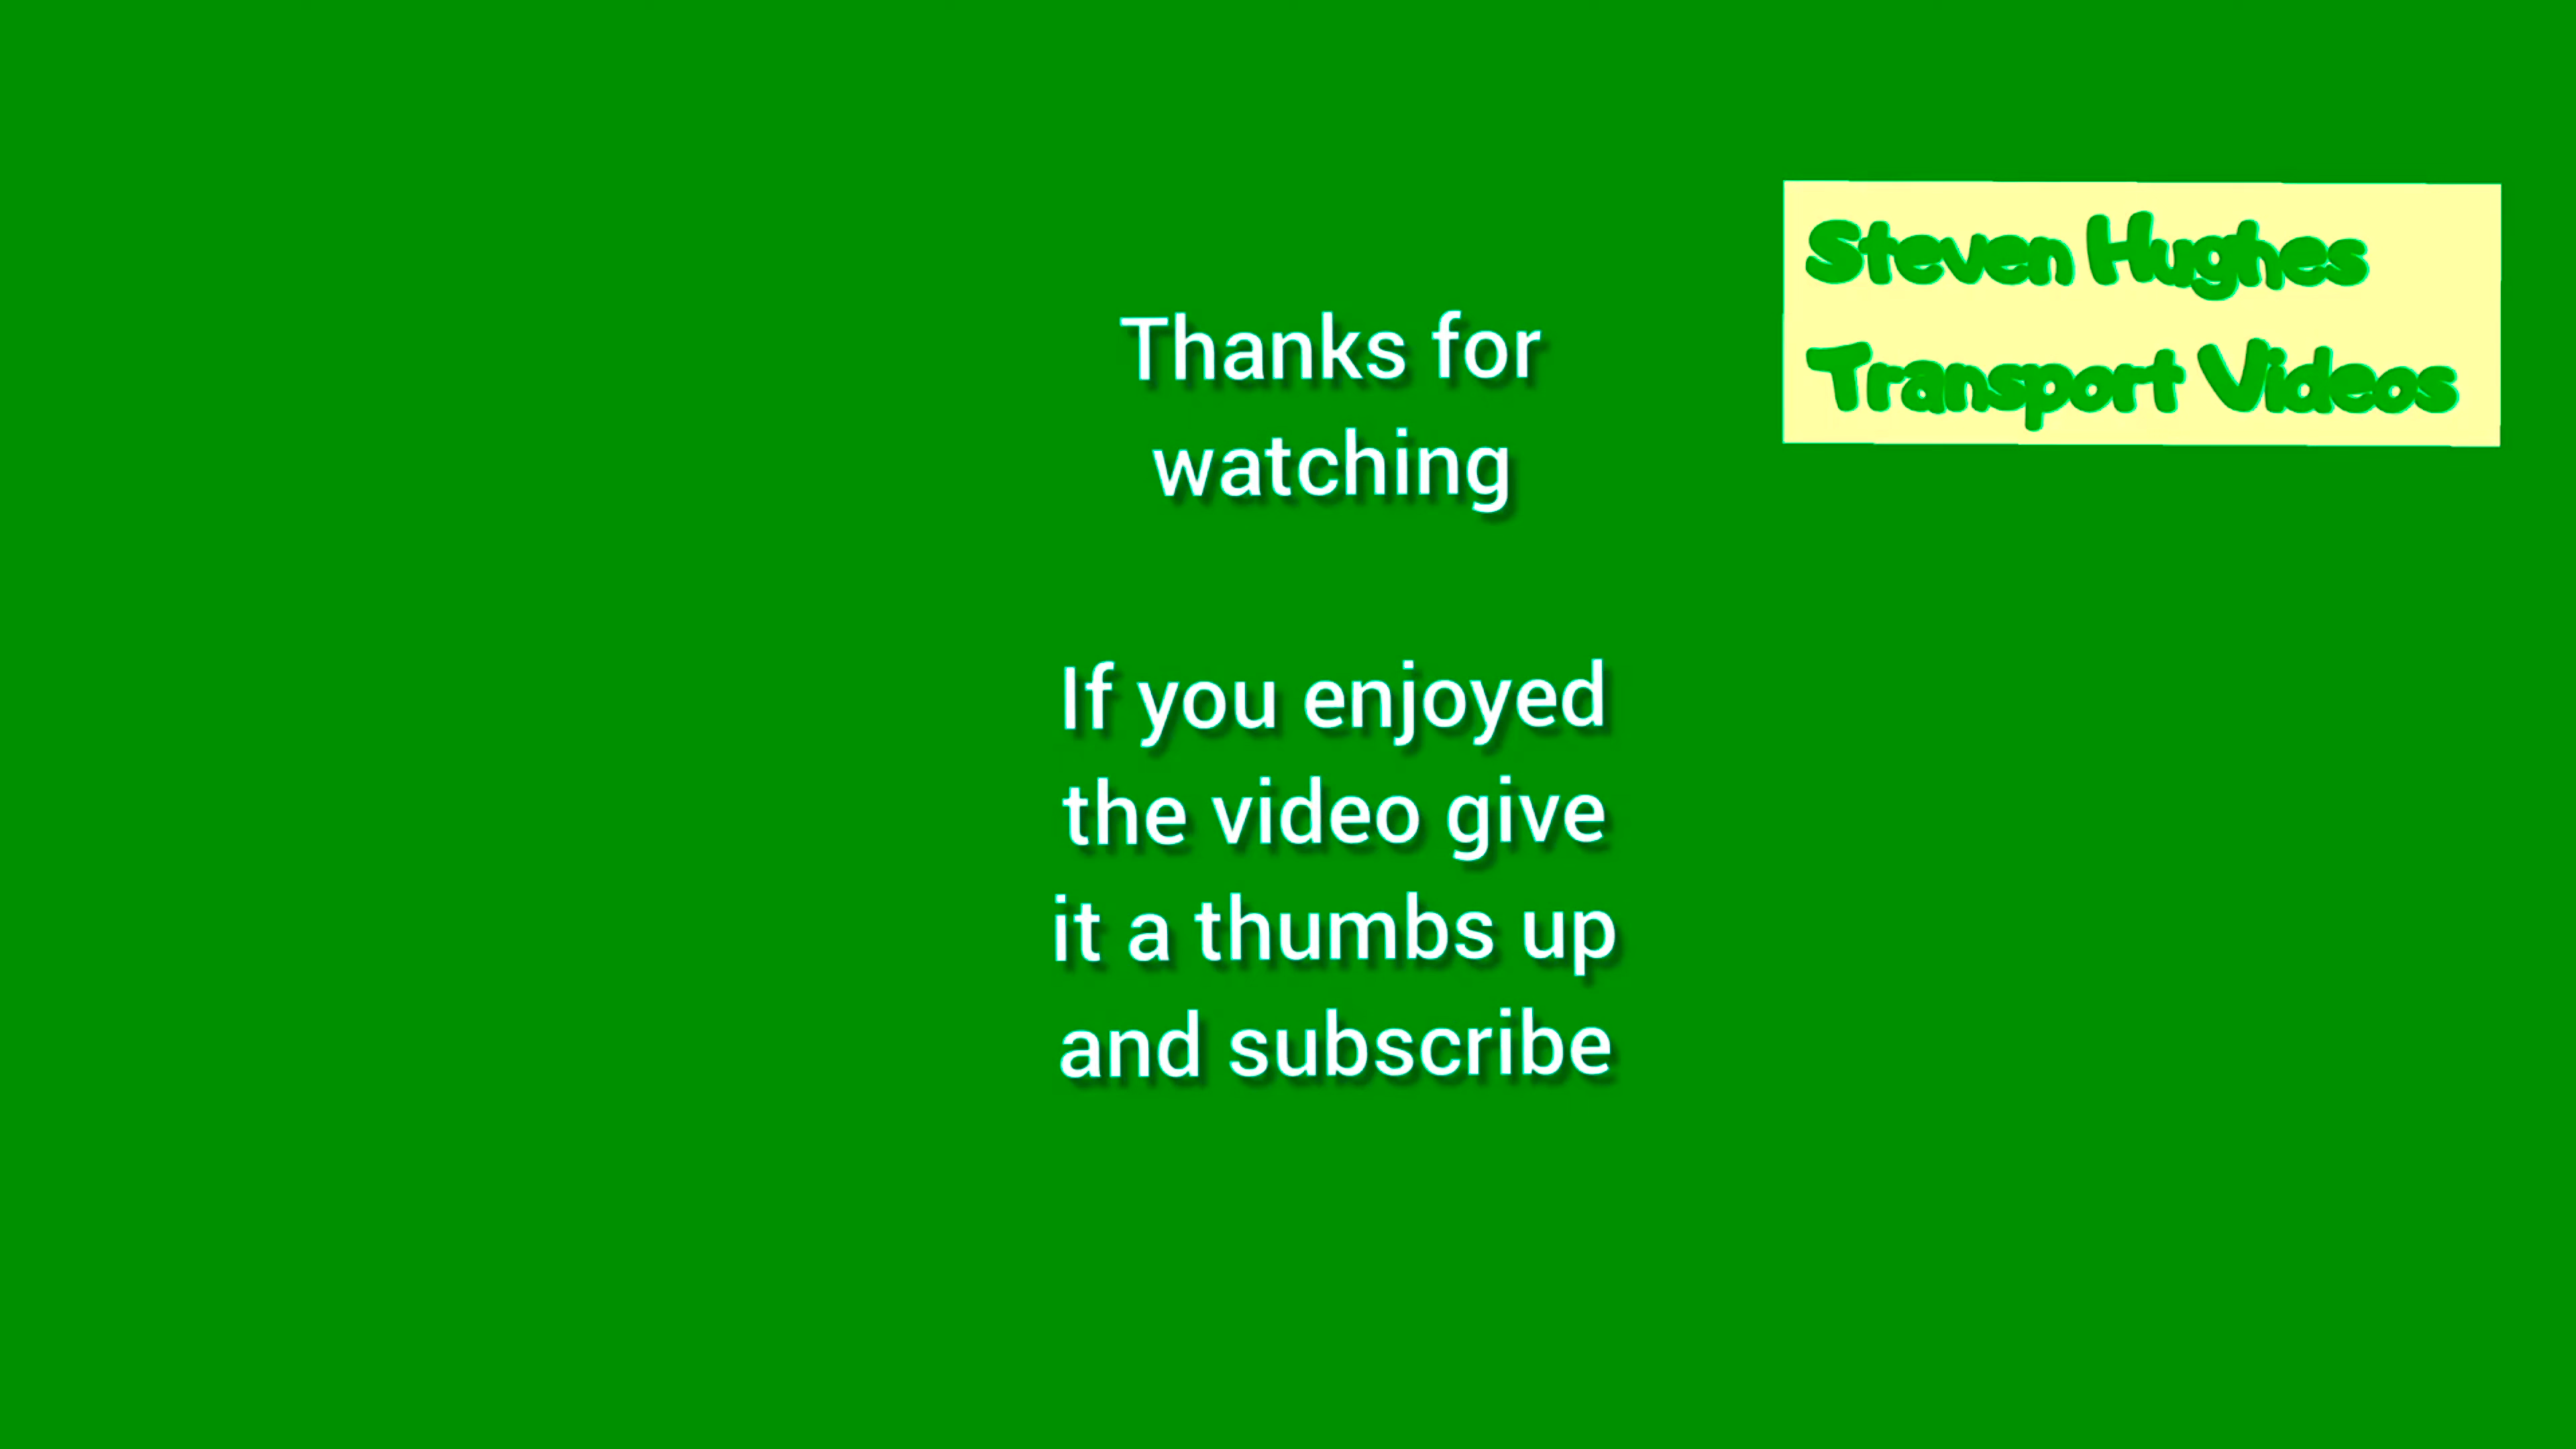 Steven Hughes
Transport Videos
Thanks for
watching
If you enjoyed
the video give
it a thumbs up
and subscribe